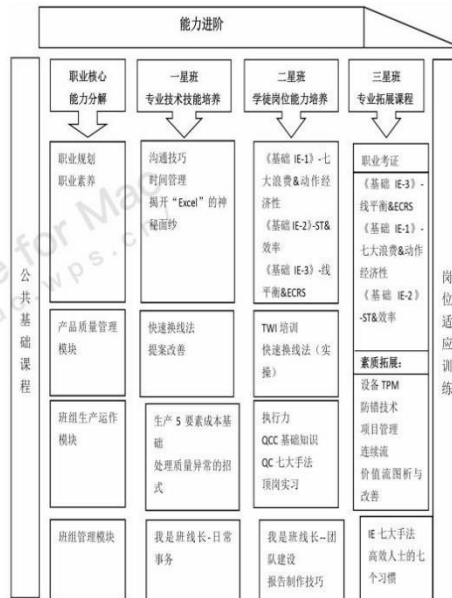 能力进阶
职业核心
能力分解
一星班
专业技术技能培养
二星班
学徒岗位能力培养
三星班
专业拓展课程
公共基础课程
职业规划
职业素养
沟通技巧
时间管理
揭开“Excel”的神
秘面纱
《基础 IE-1》-七
大浪费&动作经
济性
《基础 IE-2》-ST&
效率
《基础 IE-3》-线
平衡&ECRS
职业考证
《基础 IE-3》-
线平衡&ECRS
《基础 IE-1》-
七大浪费&动作
经济性
《基础 IE-2》
-ST&效率
产品质量管理
模块
快速换线法
提案改善
TWI 培训
快速换线法（实
操）
素质拓展：
设备 TPM
防错技术
项目管理
连续流
价值流图析与
改善
班组生产运作
模块
生产 5 要素成本基
础
处理质量异常的招
式
执行力
QCC 基础知识
QC 七大手法
顶岗实习
班组管理模块
我是班线长-日常
事务
我是班线长--团
队建设
报告制作技巧
IE 七大手法
高效人士的七
个习惯
岗位适应训练
e for Mac
ac.wps.cn